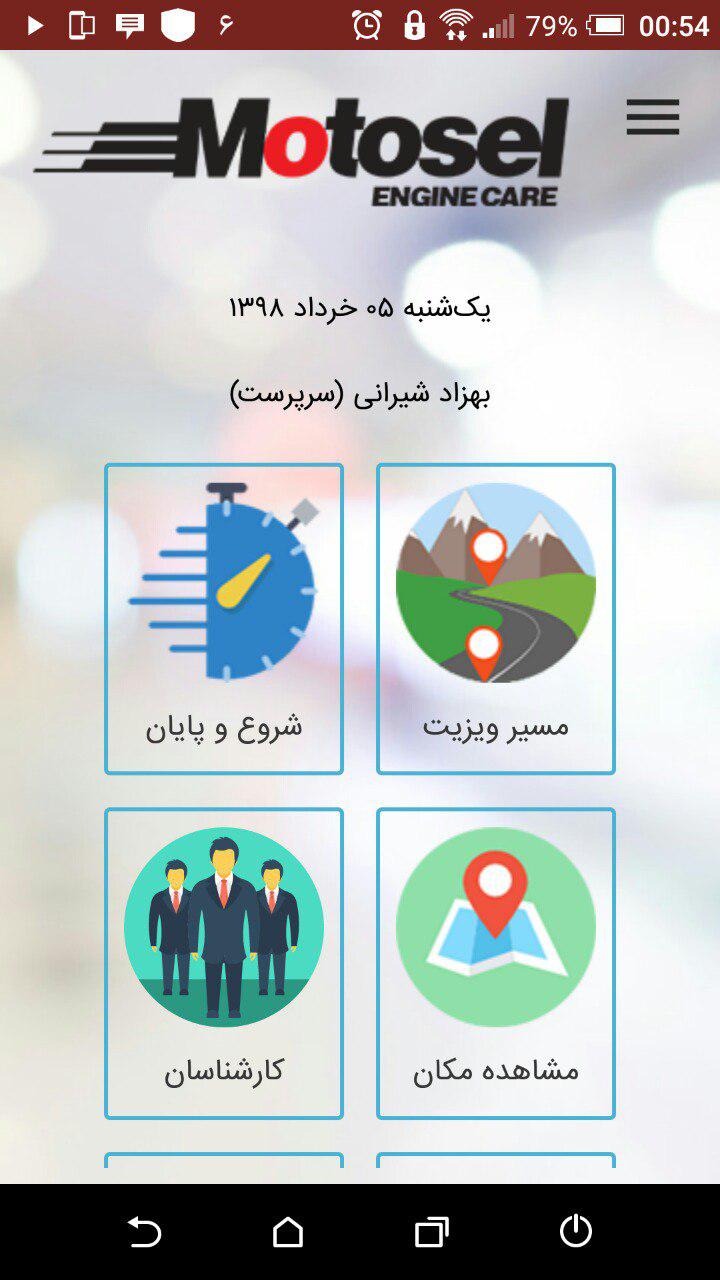 ۶ 79% 00:54
Motosel
ENGINE CARE
یک‌شنبه ۰۵ خرداد ۱۳۹۸
بهزاد شیرانی (سرپرست)
مسیر ویزیت
شروع و پایان
مشاهده مکان
کارشناسان